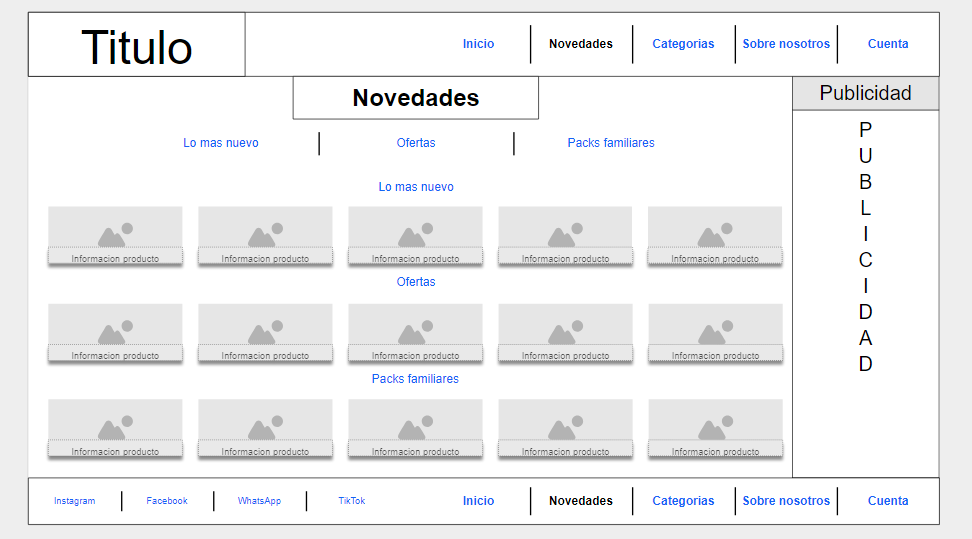 Titulo
Inicio Novedades Categorias Sobre nosotros Cuenta
Novedades
Publicidad
Lo mas nuevo Ofertas Packs familiares
Lo mas nuevo
Informacion producto Informacion producto Informacion producto Informacion producto Informacion producto
Ofertas
Informacion producto Informacion producto Informacion producto Informacion producto Informacion producto
Packs familiares
Informacion producto Informacion producto Informacion producto Informacion producto Informacion producto
P
U
B
L
I
C
I
D
A
D
Instagram Facebook WhatsApp TikTok Inicio Novedades Categorias Sobre nosotros Cuenta